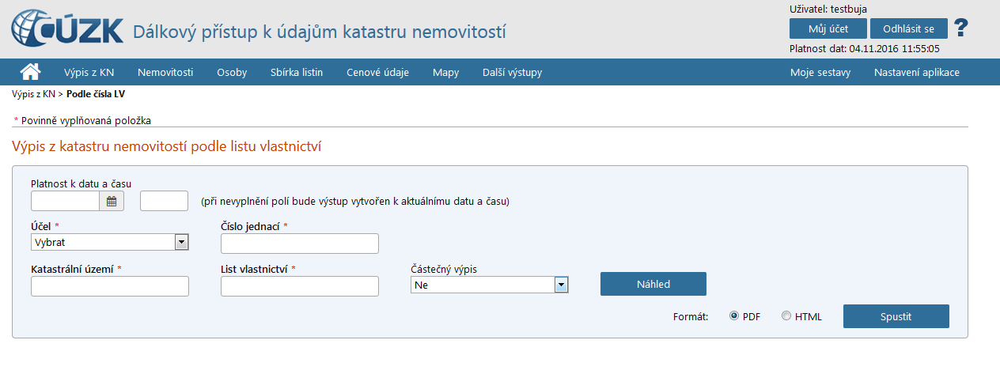 ČÚZK Dálkový přístup k údajům katastru nemovitostí
Uživatel: testbuja
Můj účet Odhlásit se ?
Platnost dat: 04.11.2016 11:55:05
Výpis z KN Nemovitosti Osoby Sbírka listin Cenové údaje Mapy Další výstupy Moje sestavy Nastavení aplikace
Výpis z KN > Podle čísla LV
* Povinně vyplňovaná položka
Výpis z katastru nemovitostí podle listu vlastnictví
Platnost k datu a času
(při nevyplnění polí bude výstup vytvořen k aktuálnímu datu a času)
Účel * Číslo jednací *
Vybrat
Katastrální území * List vlastnictví * Částečný výpis
Ne Náhled
Formát: PDF HTML Spustit